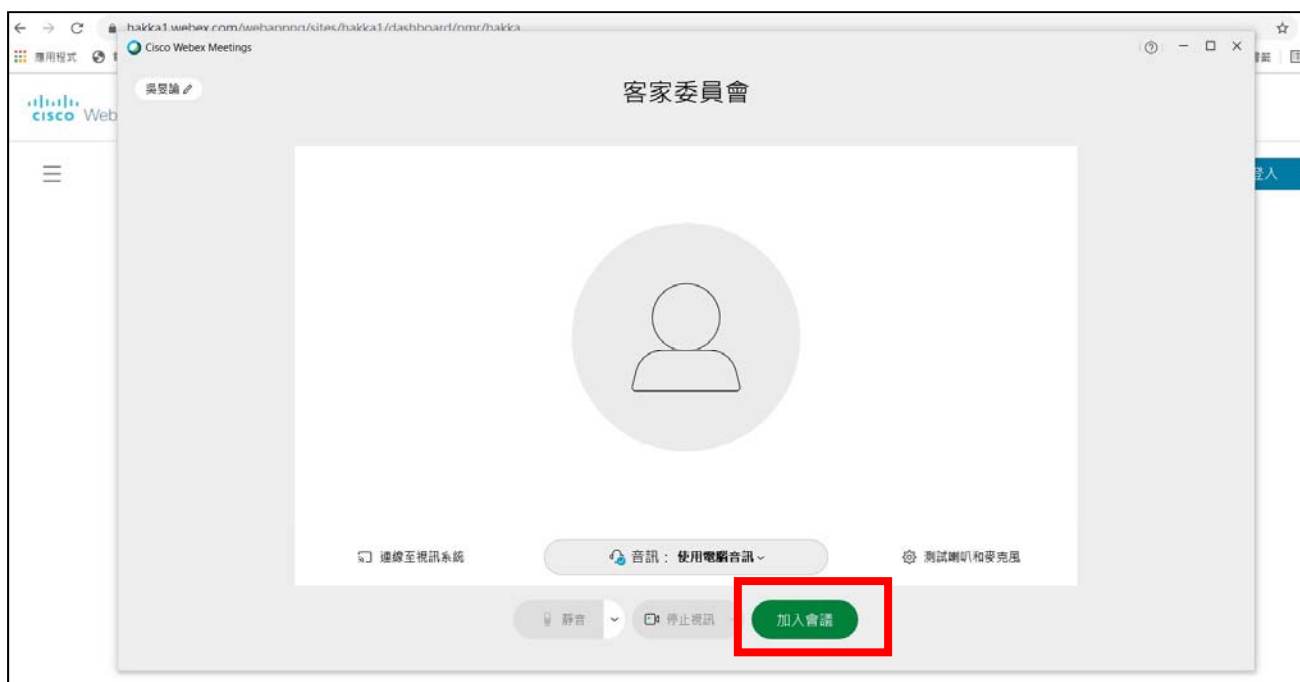 hakka1.webex.com/webappng/sites/hakka1/dashboard/pmr/hakka
應用程式
Cisco Webex Meetings
吳旻諭
客家委員會
cisco Web
登入
連線至視訊系統
音訊： 使用電腦音訊
測試喇叭和麥克風
靜音
停止視訊
加入會議